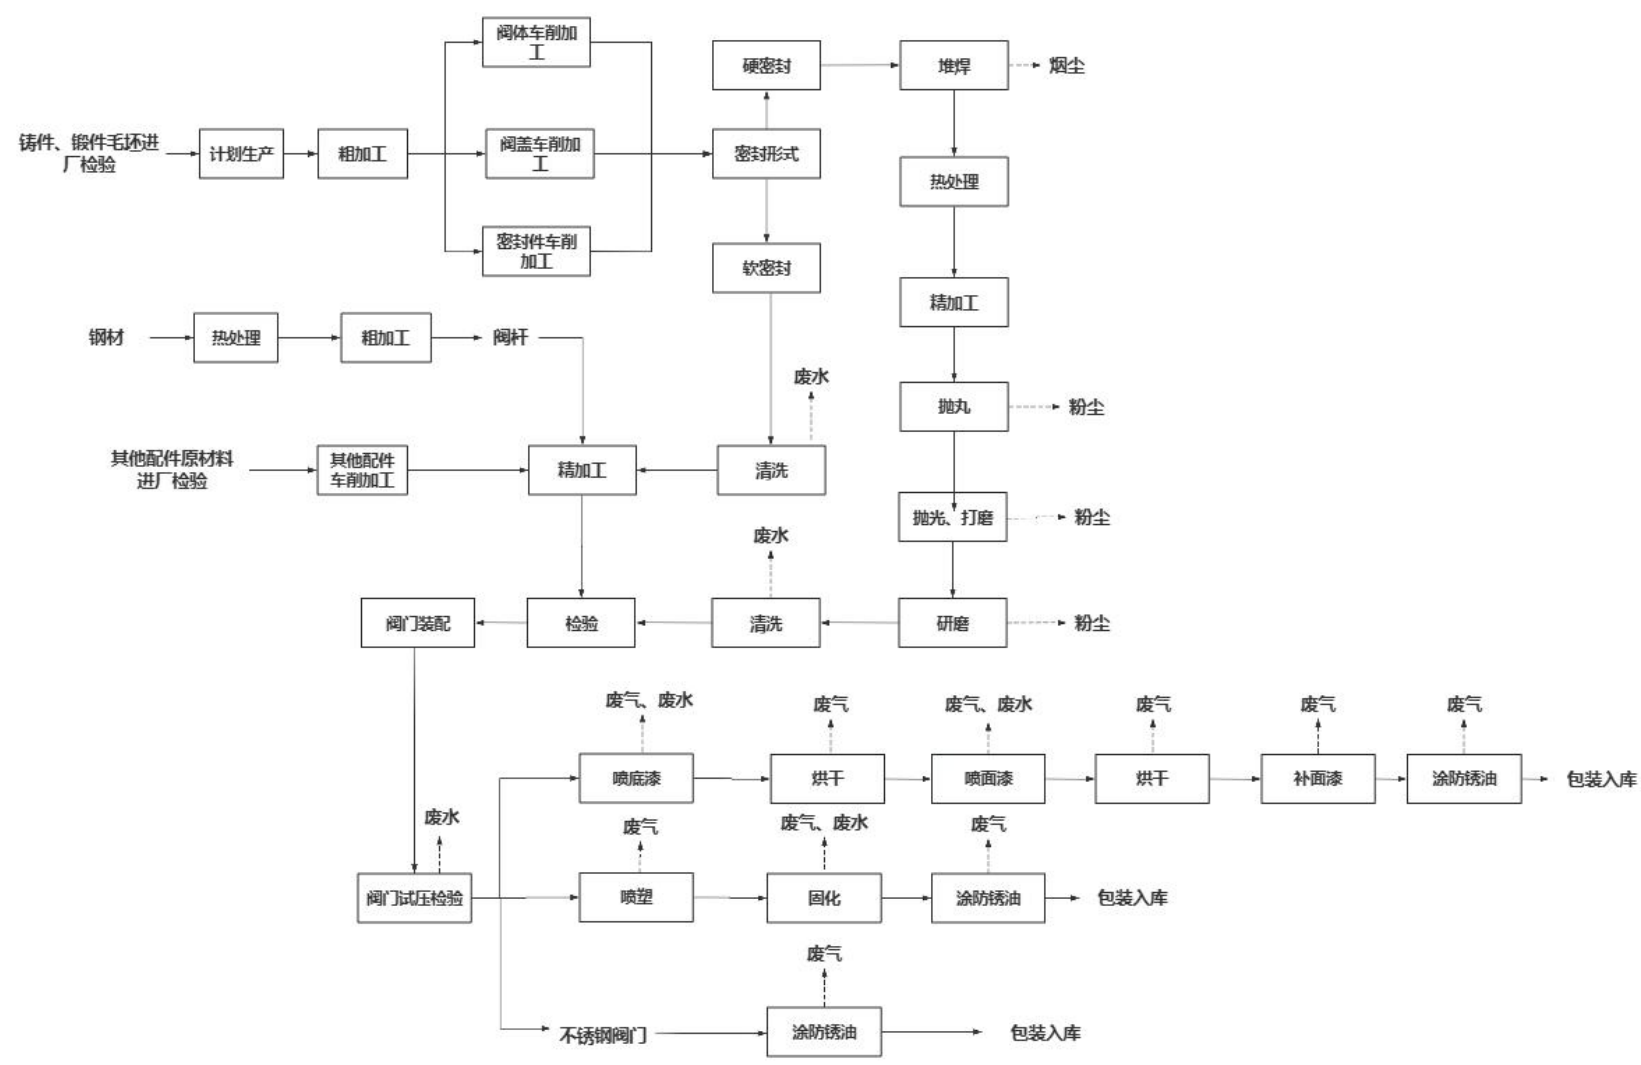 阀体车削加
工
硬密封
堆焊
烟尘
铸件、锻件毛坯进
厂检验
计划生产
粗加工
阀盖车削加
工
密封形式
热处理
密封件车削
加工
软密封
精加工
钢材
热处理
粗加工
阀杆
废水
抛丸
粉尘
其他配件原材料
进厂检验
其他配件
车削加工
精加工
清洗
抛光、打磨
粉尘
废水
阀门装配
检验
清洗
研磨
粉尘
废气、废水
废气
废气、废水
废气
废气
废气
喷底漆
烘干
喷面漆
烘干
补面漆
涂防锈油
包装入库
废水
废气
废气、废水
废气
阀门试压检验
喷塑
固化
涂防锈油
包装入库
废气
不锈钢阀门
涂防锈油
包装入库